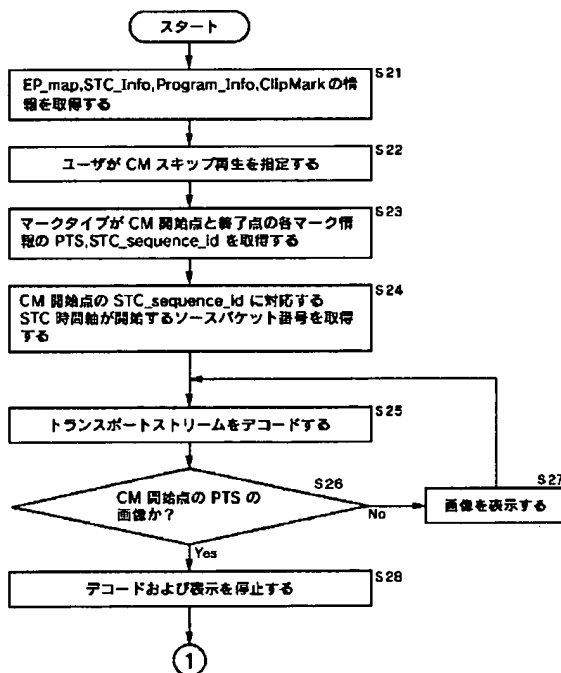 スタート
S21
EP_map,STC_Info,Program_Info,ClipMarkの情
報を取得する
S22
ユーザが CM スキップ再生を指定する
S23
マークタイプが CM 開始点と終了点の各マーク情
報の PTS,STC_sequence_id を取得する
S24
CM 開始点の STC_sequence_id に対応する
STC 時間軸が開始するソースパケット番号を取得
する
S25
トランスポートストリームをデコードする
S26
CM 開始点の PTS の
画像か？
No
S27
画像を表示する
Yes
S28
デコードおよび表示を停止する
1